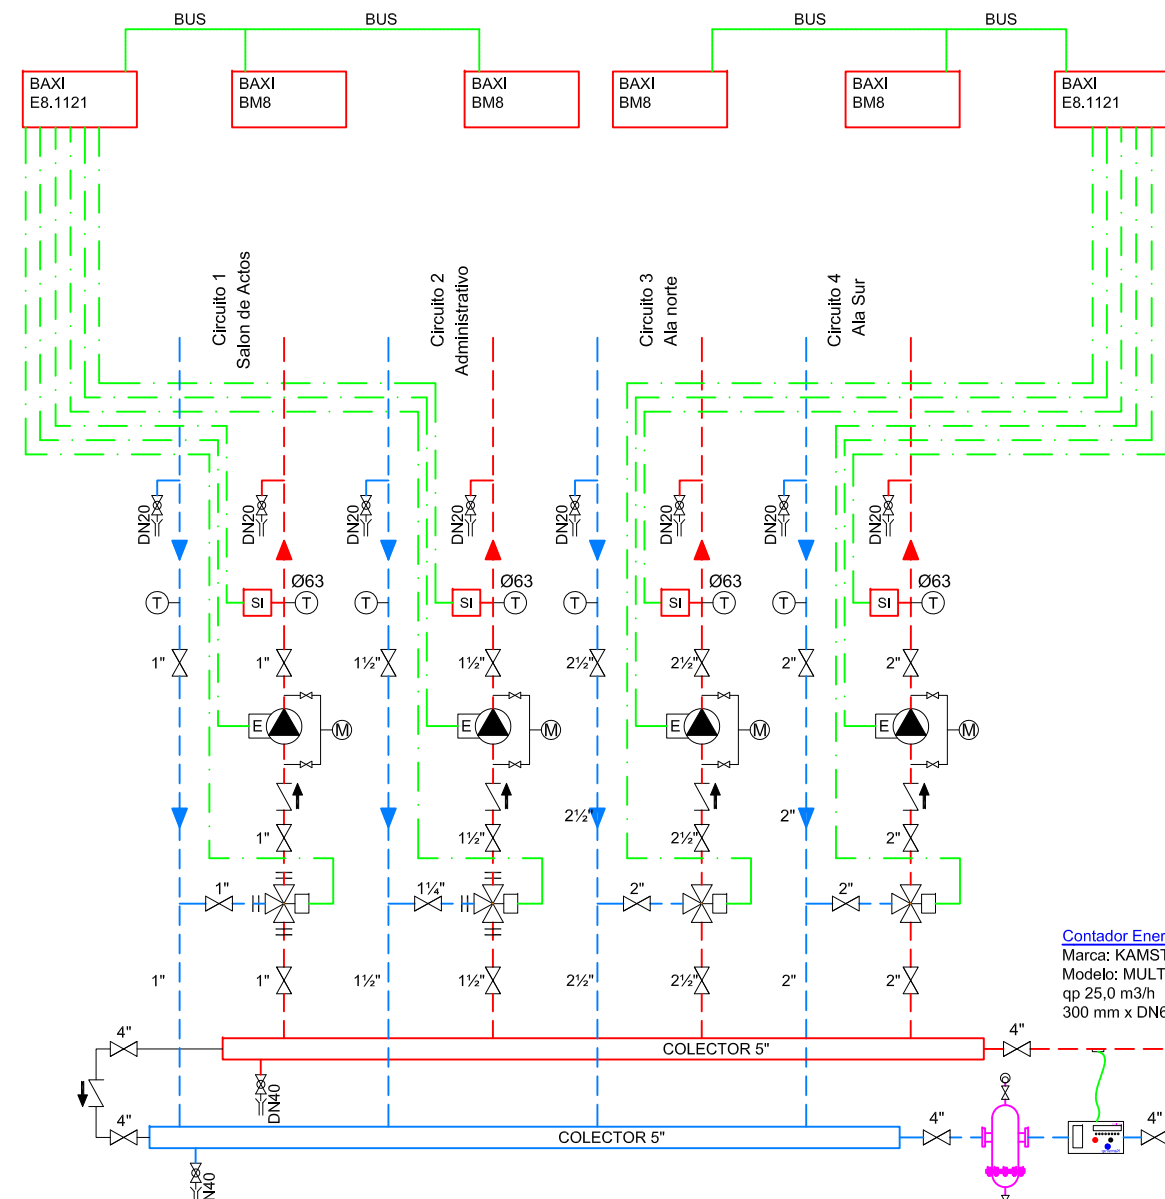 BUS
BUS
BUS
BUS
BAXI
E8.1121
BAXI
BM8
BAXI
BM8
BAXI
BM8
BAXI
BM8
BAXI
E8.1121
Circuito 1
Salon de Actos
Circuito 2
Administrativo
Circuito 3
Ala norte
Circuito 4
Ala Sur
DN20
DN20
DN20
DN20
DN20
DN20
DN20
DN20
Ø63
Ø63
Ø63
Ø63
T
SI
T
T
SI
T
T
SI
T
T
SI
T
1"
1"
1½"
1½"
2½"
2½"
2"
2"
E
M
E
M
E
M
E
M
2½"
2"
1"
1½"
2½"
2"
1"
1¼"
2"
2"
1"
1"
1½"
1½"
2½"
2½"
2"
2"
Contador Ener
Marca: KAMST
Modelo: MULT
qp 25,0 m3/h
300 mm x DN6
4"
COLECTOR 5"
4"
DN40
4"
COLECTOR 5"
4"
4"
N40